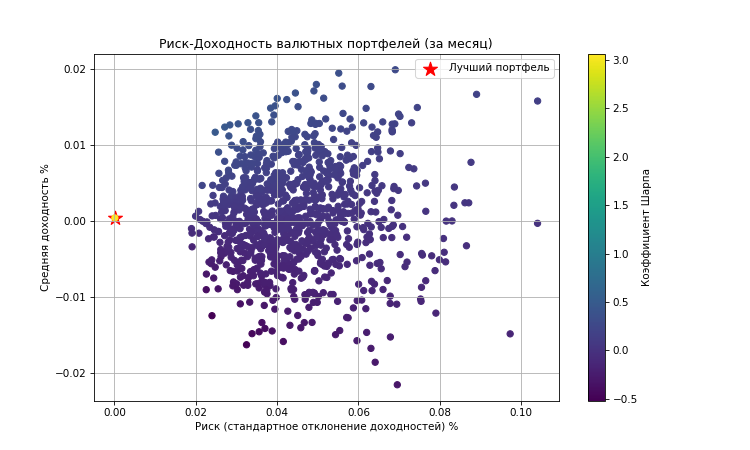 Риск-Доходность валютных портфелей (за месяц)
Лучший портфель
Средняя доходность %
0.02
0.01
0.00
−0.01
−0.02
0.00 0.02 0.04 0.06 0.08 0.10
Риск (стандартное отклонение доходностей) %
3.0
2.5
2.0
1.5
1.0
0.5
0.0
−0.5
Коэффициент Шарпа